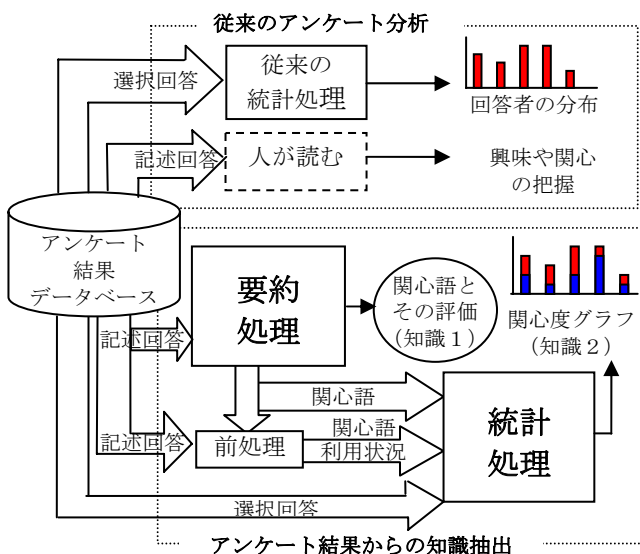 従来のアンケート分析
選択回答
従来の
統計処理
回答者の分布
記述回答
人が読む
興味や関心
の把握
アンケート
結果
データベース
要約
処理
関心語と
その評価
(知識１)
関心度グラフ
(知識２)
記述回答
関心語
記述回答
前処理
関心語
利用状況
統計
処理
選択回答
アンケート結果からの知識抽出